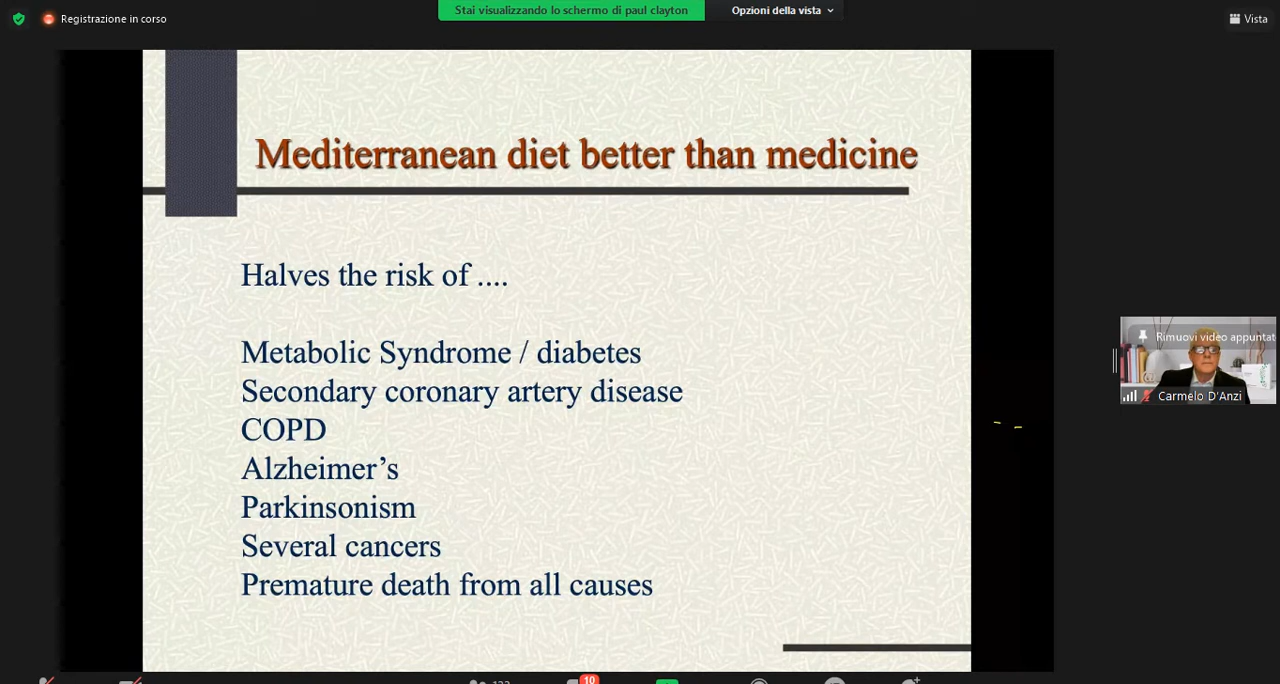 Registrazione in corso
Stai visualizzando lo schermo di paul clayton
Opzioni della vista
Vista
Mediterranean diet better than medicine
Halves the risk of ....
Metabolic Syndrome / diabetes
Secondary coronary artery disease
COPD
Alzheimer’s
Parkinsonism
Several cancers
Premature death from all causes
Rimuovi video appuntat
Carmelo D'Anzi
10